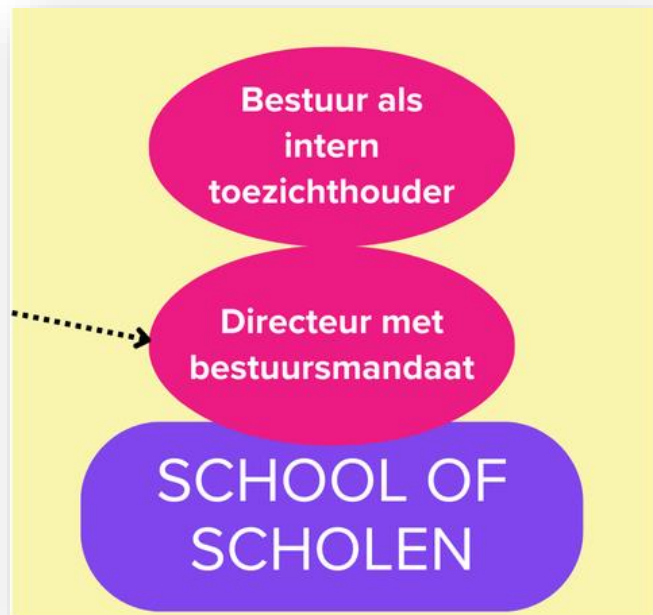 Bestuur als
intern
toezichthouder
Directeur met
bestuursmandaat
SCHOOL OF
SCHOLEN